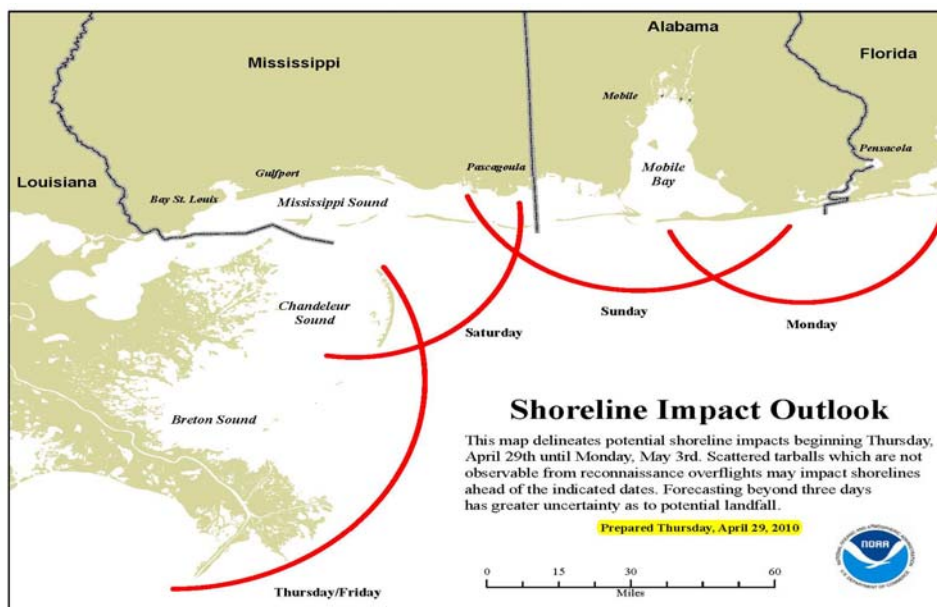 Alabama
Mississippi
Florida
Mobile
Pensacola
Louisiana
Gulfport
Pascagoula
Mobile
Bay
Bay St. Louis
Mississippi Sound
Chandeleur
Sound
Saturday
Sunday
Monday
Breton Sound
Shoreline Impact Outlook
This map delineates potential shoreline impacts beginning Thursday,
April 29th until Monday, May 3rd. Scattered tarballs which are not
observable from reconnaissance overflights may impact shorelines
ahead of the indicated dates. Forecasting beyond three days
has greater uncertainty as to potential landfall.
Prepared Thursday, April 29, 2010
NOAA
0 15 30 60
Miles
Thursday/Friday